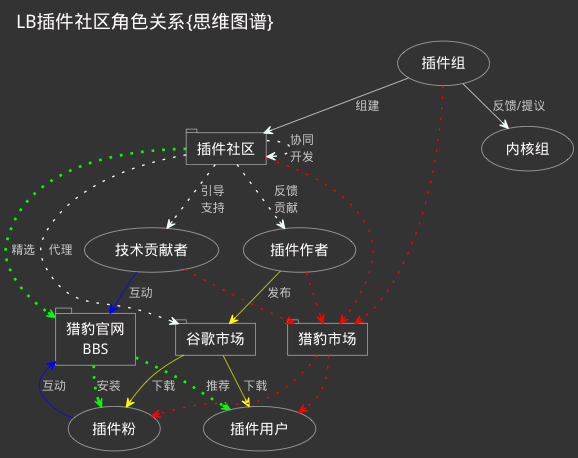 LB插件社区角色关系{思维图谱}
插件组
组建
反馈/提议
插件社区
协同
开发
内核组
引导
支持
反馈
贡献
精选
代理
技术贡献者
插件作者
互动
发布
猎豹官网
BBS
谷歌市场
猎豹市场
互动
安装
下载
推荐
下载
插件粉
插件用户